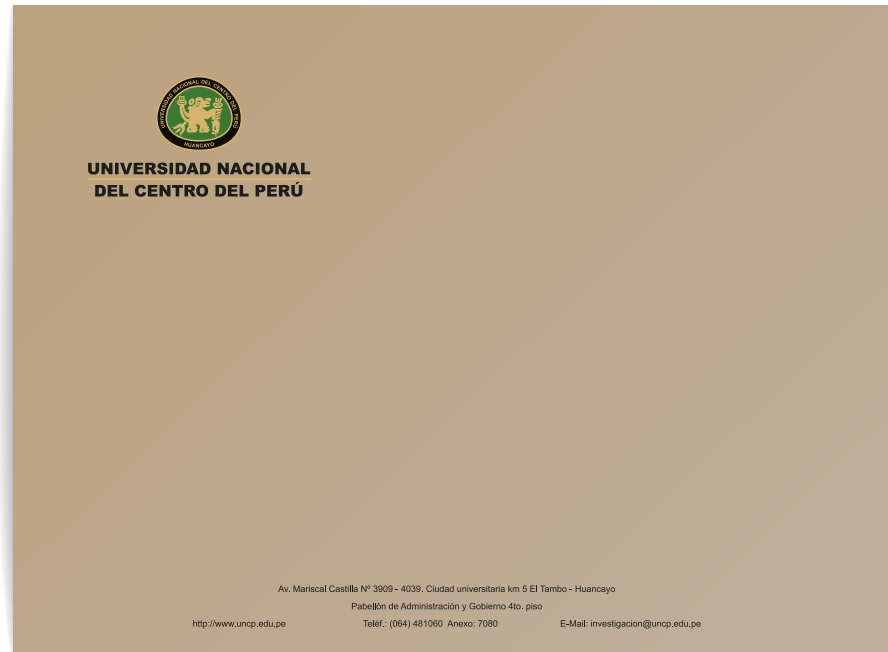 UNIVERSIDAD NACIONAL DEL CENTRO DEL PERÚ
HUANCAYO
UNIVERSIDAD NACIONAL
DEL CENTRO DEL PERÚ
Av. Mariscal Castilla Nº 3909 - 4039. Ciudad universitaria km 5 El Tambo - Huancayo
Pabellón de Administración y Gobierno 4to. piso
http://www.uncp.edu.pe Teléf.: (064) 481060 Anexo: 7080 E-Mail: investigacion@uncp.edu.pe